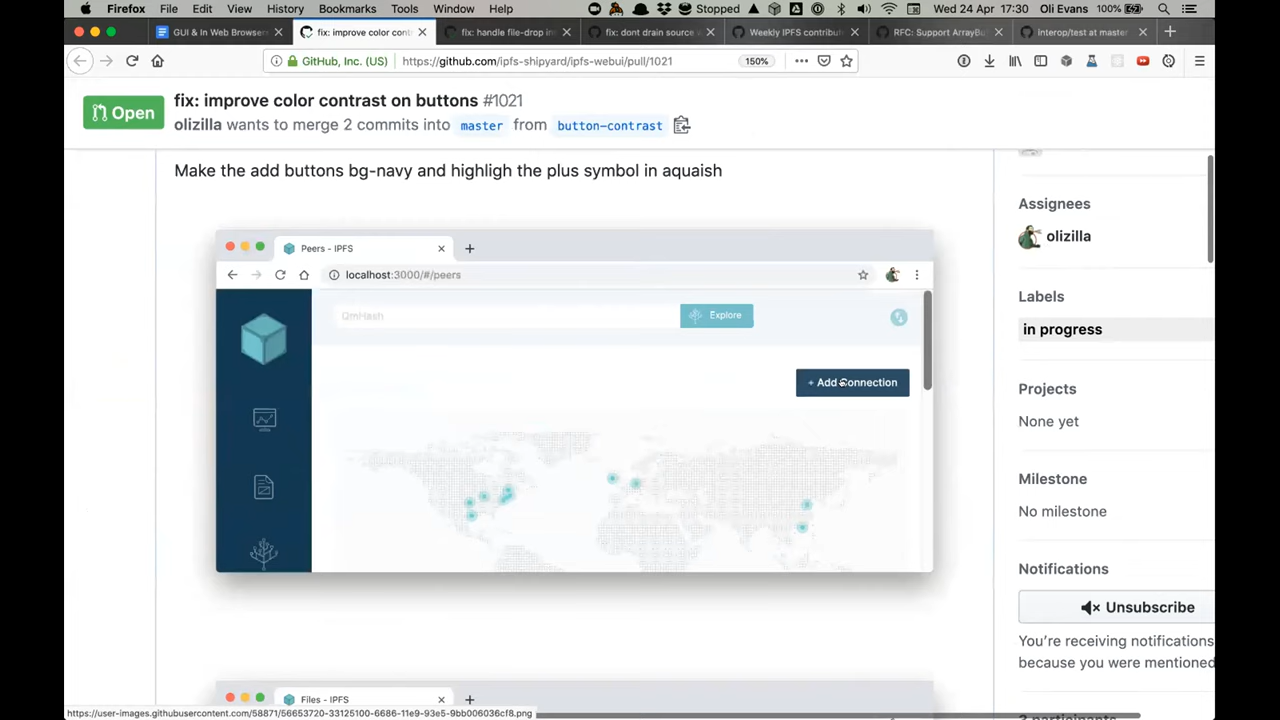 Firefox File Edit View History Bookmarks Tools Window Help Stopped Wed 24 Apr 17:30 Oli Evans 100%
GUI & In Web Browsers
fix: improve color cont
fix: handle file-drop in
fix: dont drain source
Weekly IPFS contribut
RFC: Support ArrayBu
interop/test at master
GitHub, Inc. (US) https://github.com/ipfs-shipyard/ipfs-webui/pull/1021 150%
Open
fix: improve color contrast on buttons #1021
olizilla wants to merge 2 commits into master from button-contrast
Make the add buttons bg-navy and highligh the plus symbol in aquaish
Peers - IPFS
localhost:3000/#/peers
QmHash Explore
+ Add Connection
Files - IPFS
Assignees
olizilla
Labels
in progress
Projects
None yet
Milestone
No milestone
Notifications
Unsubscribe
You're receiving notifications
because you were mentioned
3 participants
https://user-images.githubusercontent.com/58871/56653720-33125100-6686-11e9-93e5-9bb006036cf8.png